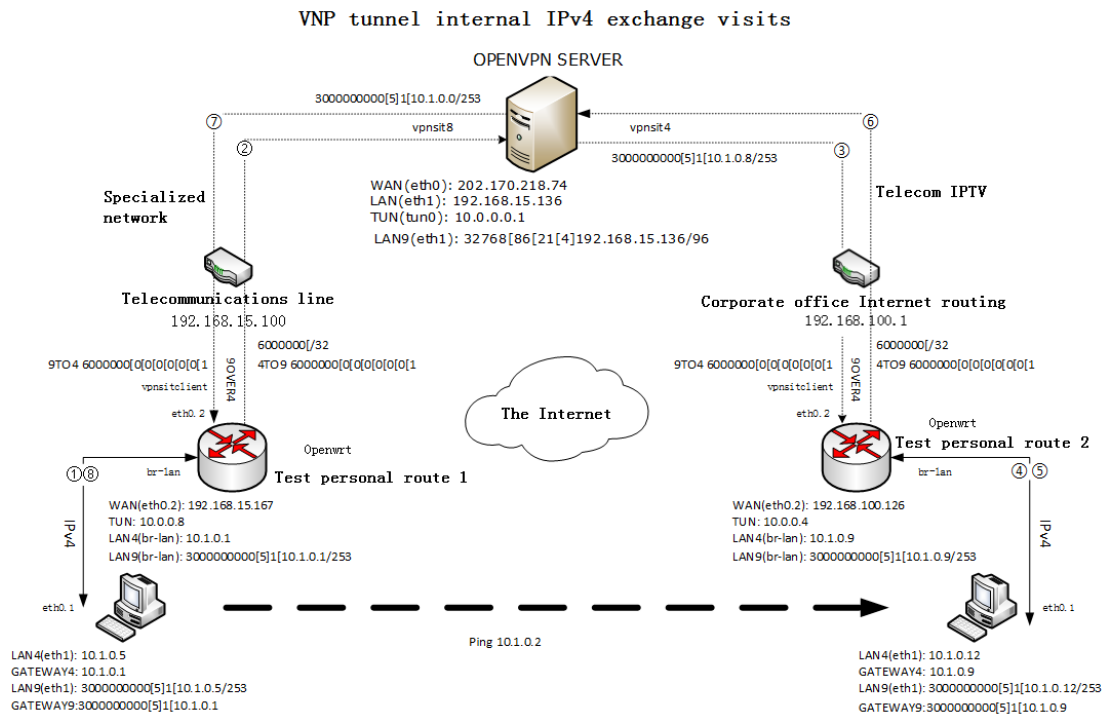 VNP tunnel internal IPv4 exchange visits
OPENVPN SERVER
3000000000[5]1[10.1.0.0/253
⑦
②
vpnsit8
vpnsit4
⑥
③
3000000000[5]1[10.1.0.8/253
WAN(eth0): 202.170.218.74
LAN(eth1): 192.168.15.136
TUN(tun0): 10.0.0.0.1
LAN9(eth1): 32768[86[21[4]192.168.15.136/96
Specialized
network
Telecom IPTV
Telecommunications line
192.168.15.100
Corporate office Internet routing
192.168.100.1
6000000[/32
9TO4 6000000[0[0[0[0[0[0[1
9OVER4
4TO9 6000000[0[0[0[0[0[0[1
vpnsitclient
eth0.2
6000000[/32
9TO4 6000000[0[0[0[0[0[0[1
9OVER4
4TO9 6000000[0[0[0[0[0[0[1
vpnsitclient
eth0.2
The Internet
Openwrt
Test personal route 1
①⑧
br-lan
Openwrt
Test personal route 2
br-lan
④⑤
WAN(eth0.2): 192.168.15.167
TUN: 10.0.0.8
LAN4(br-lan): 10.1.0.1
LAN9(br-lan): 3000000000[5]1[10.1.0.1/253
WAN(eth0.2): 192.168.100.126
TUN: 10.0.0.4
LAN4(br-lan): 10.1.0.9
LAN9(br-lan): 3000000000[5]1[10.1.0.9/253
IPv4
IPv4
eth0.1
eth0.1
Ping 10.1.0.2
LAN4(eth1): 10.1.0.5
GATEWAY4: 10.1.0.1
LAN9(eth1): 3000000000[5]1[10.1.0.5/253
GATEWAY9:3000000000[5]1[10.1.0.1
LAN4(eth1): 10.1.0.12
GATEWAY4: 10.1.0.9
LAN9(eth1): 3000000000[5]1[10.1.0.12/253
GATEWAY9:3000000000[5]1[10.1.0.9